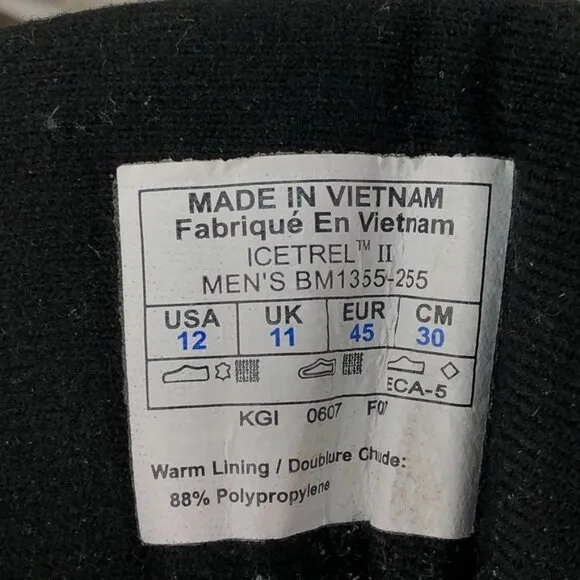 MADE IN VIETNAM
Fabriqué En Vietnam
ICETREL™ II
MEN'S BM1355-255
USA UK EUR CM
12 11 45 30
ECA-5
KGI 0607 F07
Warm Lining / Doublure Chude:
88% Polypropylene